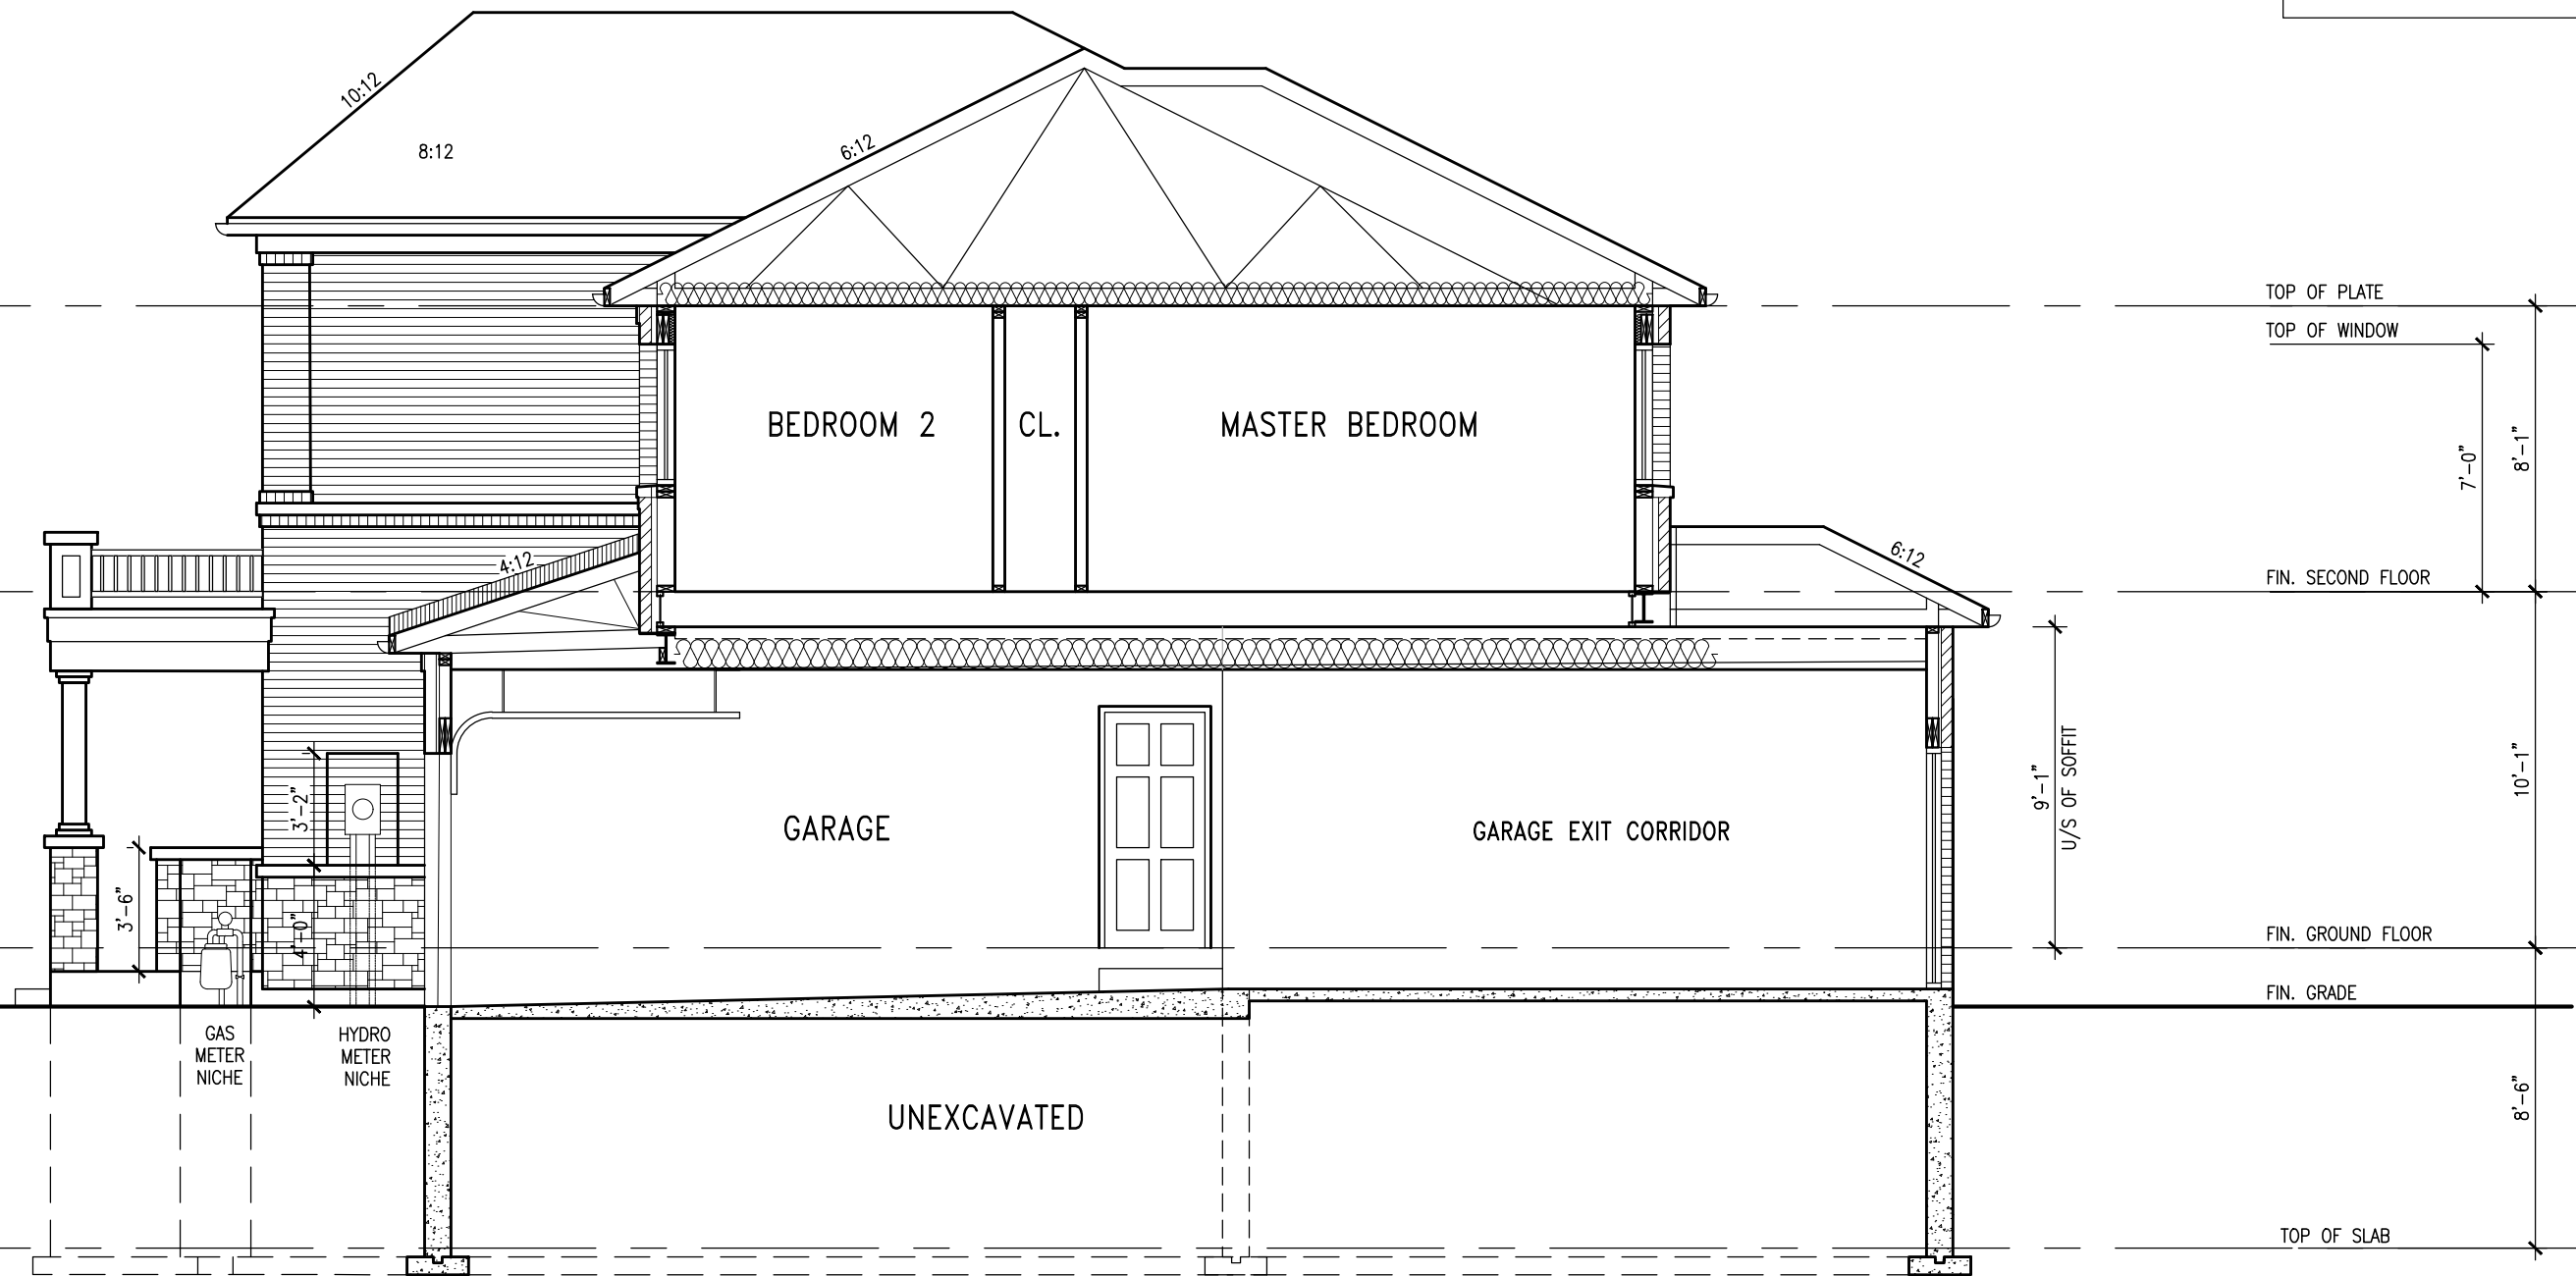 10:12
8:12
6:12
TOP OF PLATE
TOP OF WINDOW
BEDROOM 2
CL.
MASTER BEDROOM
7'-0"
8'-1"
4:12
6:12
FIN. SECOND FLOOR
3'-2"
GARAGE
GARAGE EXIT CORRIDOR
9'-1"
U/S OF SOFFIT
10'-1"
3'-6"
4'-0"
FIN. GROUND FLOOR
FIN. GRADE
GAS
METER
NICHE
HYDRO
METER
NICHE
UNEXCAVATED
8'-6"
TOP OF SLAB